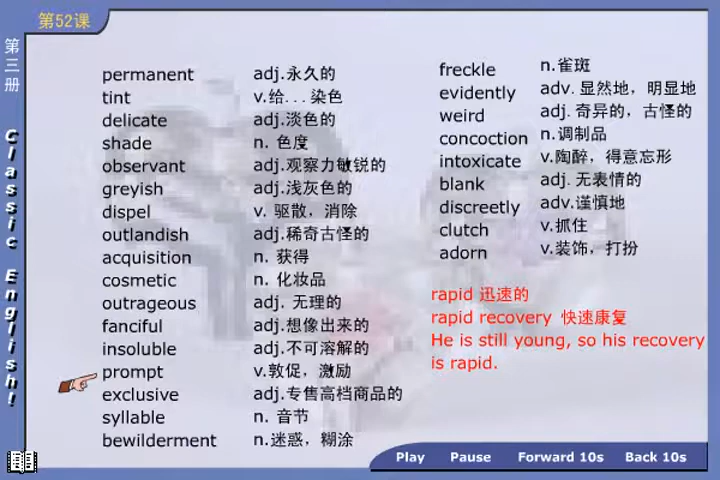 第52课
第三册
Classic English!
permanent adj.永久的
tint v.给...染色
delicate adj.淡色的
shade n. 色度
observant adj.观察力敏锐的
greyish adj.浅灰色的
dispel v. 驱散，消除
outlandish adj.稀奇古怪的
acquisition n. 获得
cosmetic n. 化妆品
outrageous adj. 无理的
fanciful adj.想像出来的
insoluble adj.不可溶解的
prompt v.敦促，激励
exclusive adj.专售高档商品的
syllable n. 音节
bewilderment n.迷惑，糊涂
freckle n.雀斑
evidently adv. 显然地，明显地
weird adj. 奇异的，古怪的
concoction n.调制品
intoxicate v.陶醉，得意忘形
blank adj. 无表情的
discreetly adv.谨慎地
clutch v.抓住
adorn v.装饰，打扮
rapid 迅速的
rapid recovery 快速康复
He is still young, so his recovery
is rapid.
Play Pause Forward 10s Back 10s